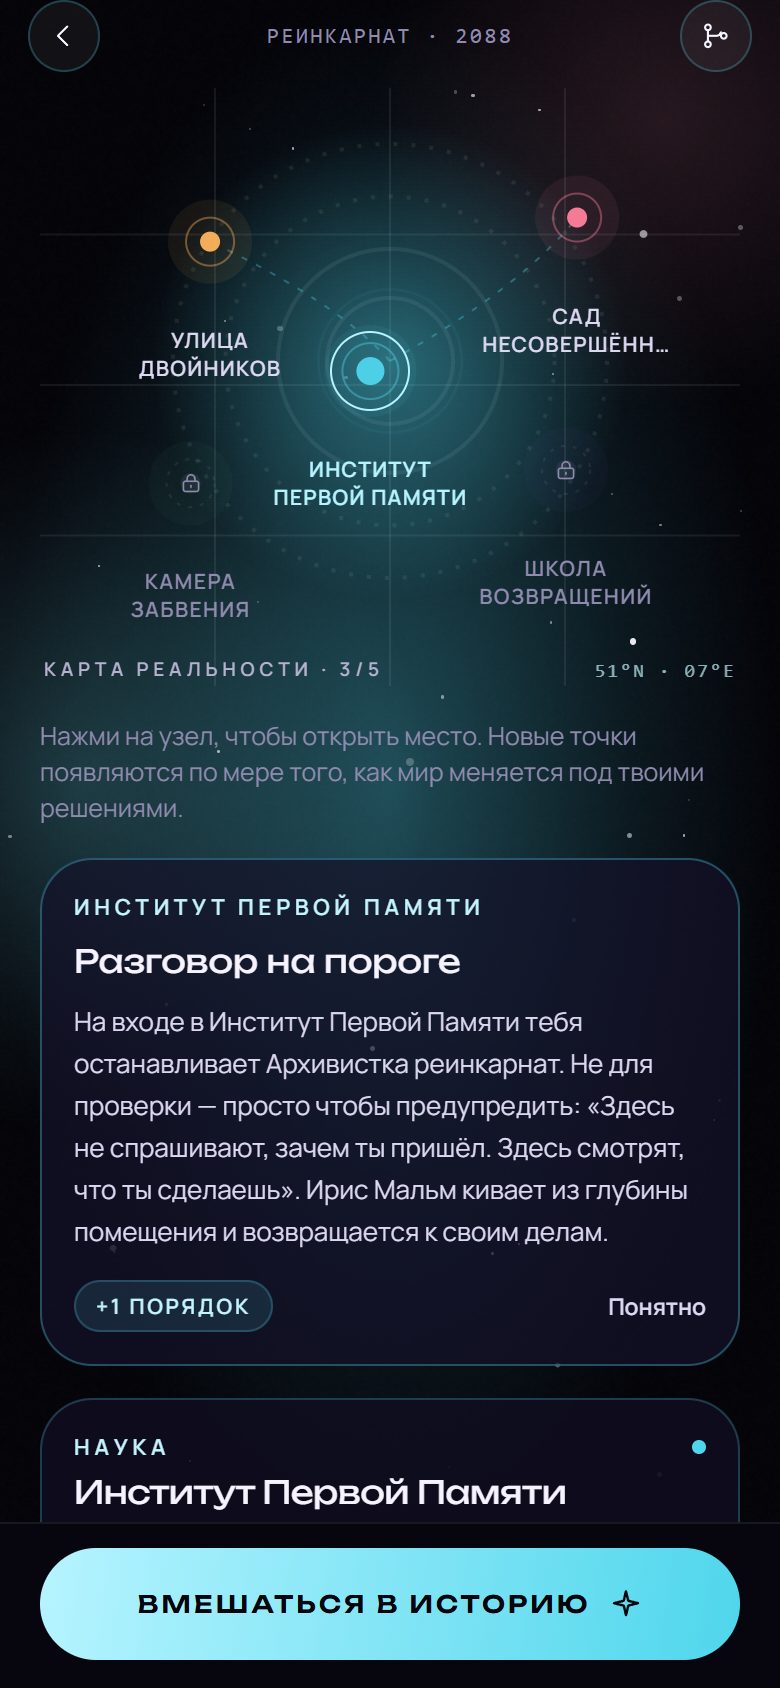 РЕИНКАРНАТ · 2088
УЛИЦА
ДВОЙНИКОВ
САД
НЕСОВЕРШЁНН...
ИНСТИТУТ
ПЕРВОЙ ПАМЯТИ
КАМЕРА
ЗАБВЕНИЯ
ШКОЛА
ВОЗВРАЩЕНИЙ
КАРТА РЕАЛЬНОСТИ · 3/5
51°N · 07°E
Нажми на узел, чтобы открыть место. Новые точки
появляются по мере того, как мир меняется под твоими
решениями.
ИНСТИТУТ ПЕРВОЙ ПАМЯТИ
Разговор на пороге
На входе в Институт Первой Памяти тебя
останавливает Архивистка реинкарнат. Не для
проверки — просто чтобы предупредить: «Здесь
не спрашивают, зачем ты пришёл. Здесь смотрят,
что ты сделаешь». Ирис Мальм кивает из глубины
помещения и возвращается к своим делам.
+1 ПОРЯДОК
Понятно
НАУКА
Институт Первой Памяти
ВМЕШАТЬСЯ В ИСТОРИЮ